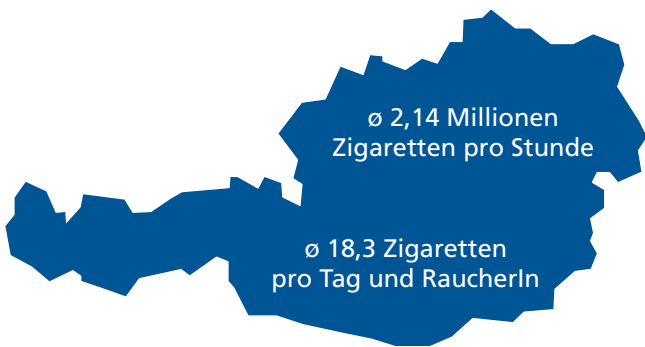 ø 2,14 Millionen
Zigaretten pro Stunde
ø 18,3 Zigaretten
pro Tag und RaucherIn